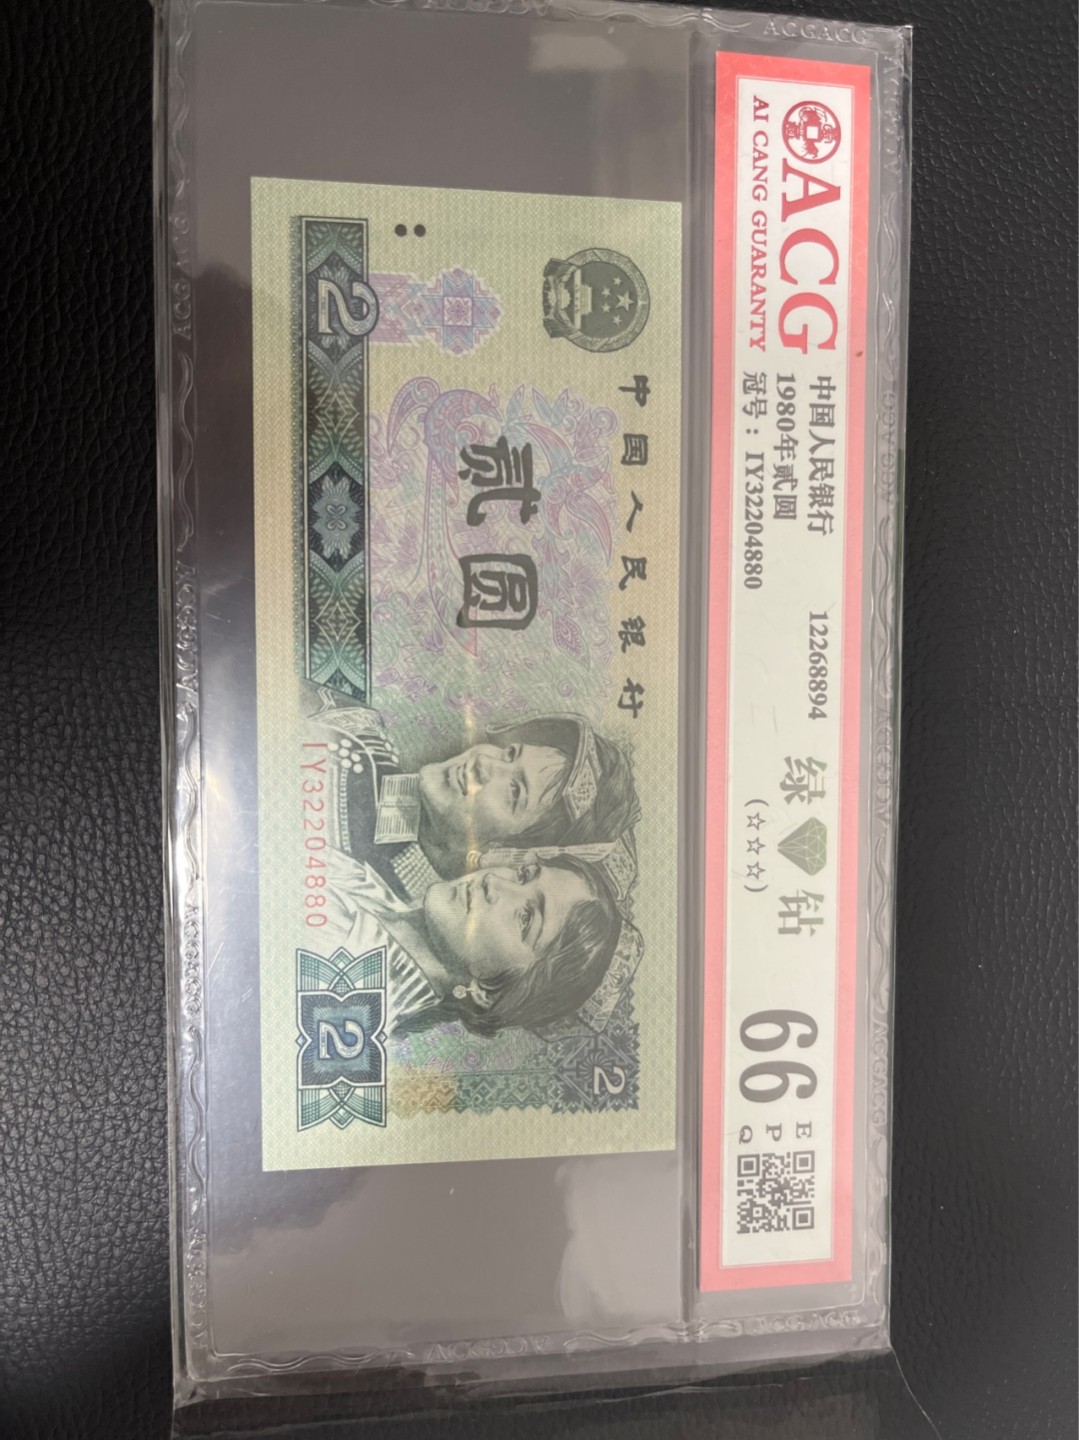 ACG
AI CANG GUARANTY
中国人民银行 12268894
1980年贰圆
冠号：IY32204880
绿 钻
(☆☆☆)
66
E
P
Q
中国人民银行
贰圆
2
IY32204880
2
2